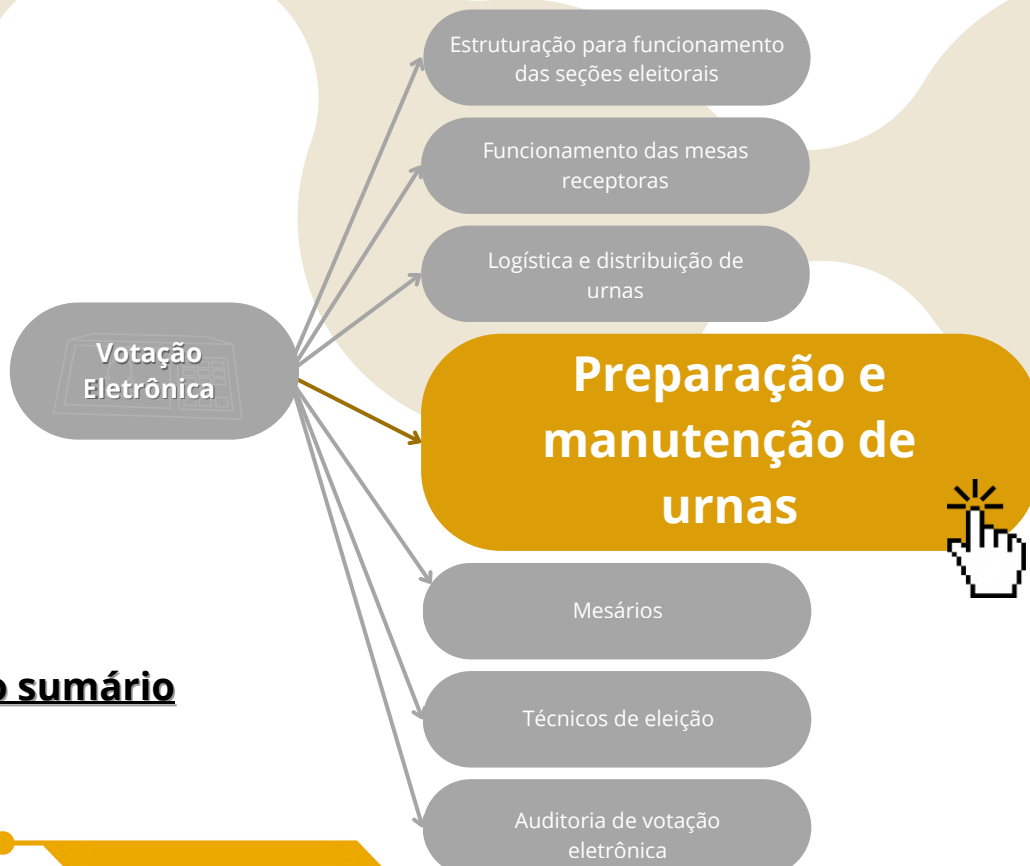 Estruturação para funcionamento
das seções eleitorais
Funcionamento das mesas
receptoras
Logística e distribuição de
urnas
Votação
Eletrônica
Preparação e
manutenção de
urnas
Mesários
o sumário
Técnicos de eleição
Auditoria de votação
eletrônica